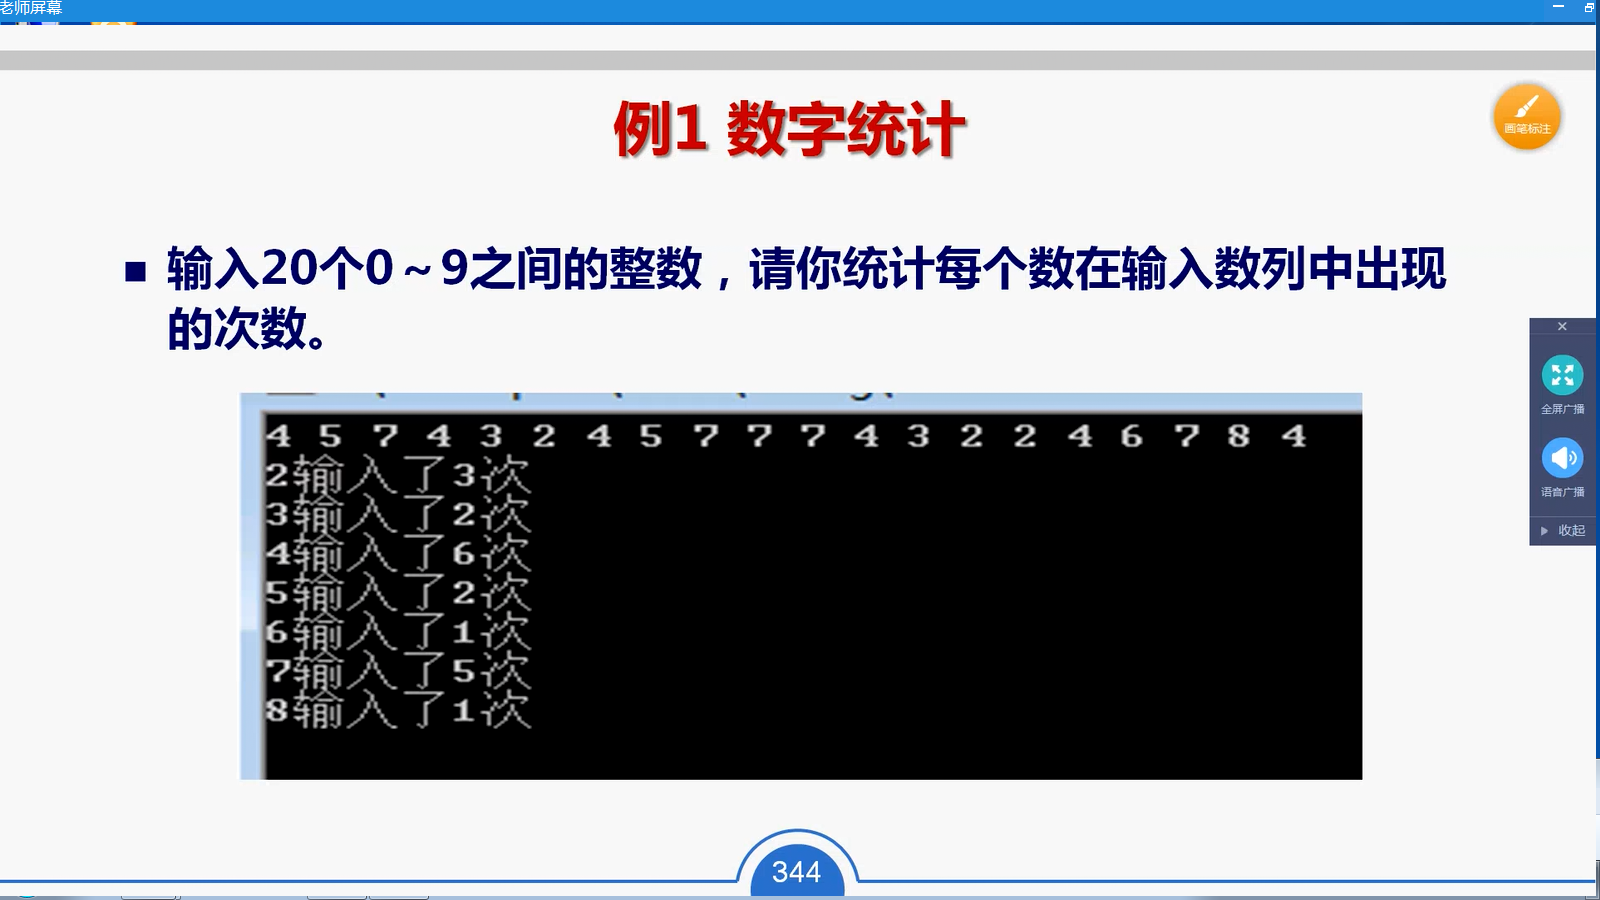 老师屏幕
例1 数字统计
画笔标注
■ 输入20个0～9之间的整数，请你统计每个数在输入数列中出现
的次数。
4 5 7 4 3 2 4 5 7 7 7 4 3 2 2 4 6 7 8 4
2输入了3次
3输入了2次
4输入了6次
5输入了2次
6输入了1次
7输入了5次
8输入了1次
全屏广播
语音广播
收起
344